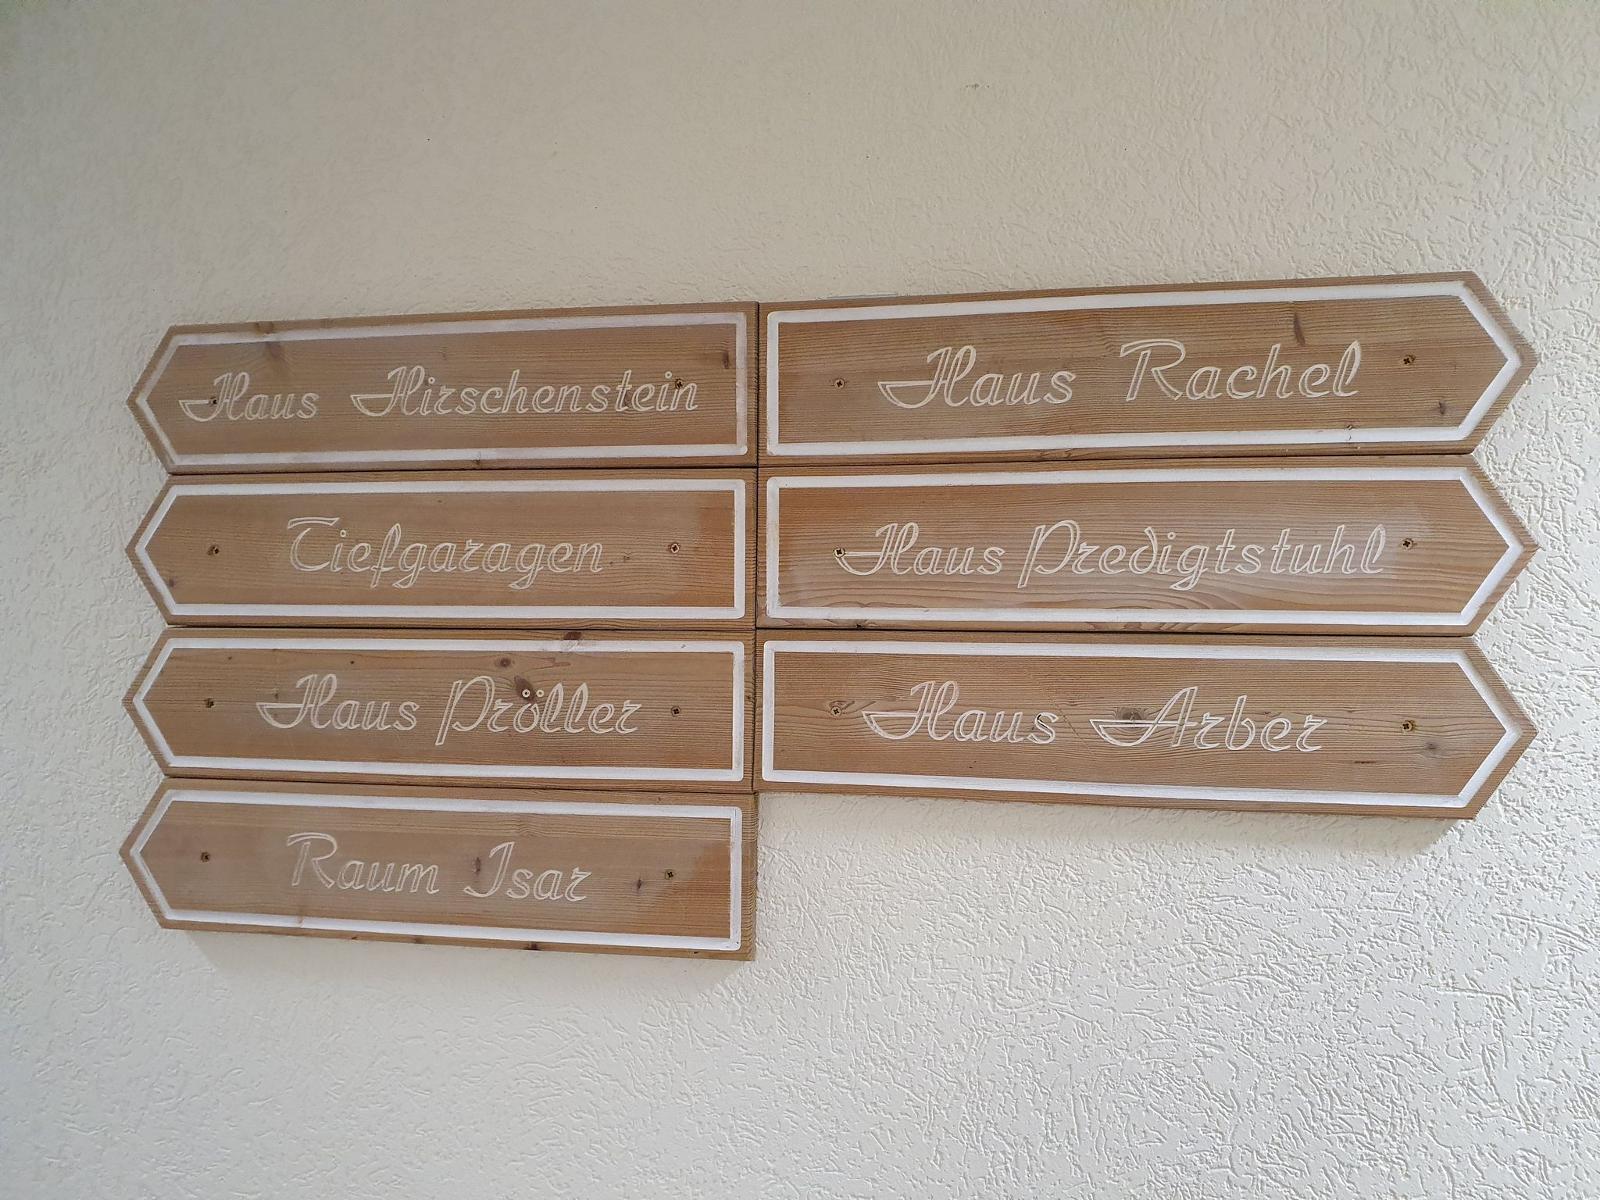 Haus Hirschenstein
Tiefgaragen
Haus Pröller
Raum Isar
Haus Rachel
Haus Predigtstuhl
Haus Arber